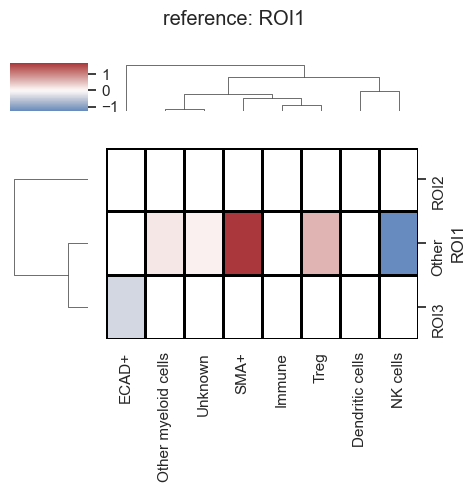 reference: ROI1
1
0
−1
ROI2
Other
ROI3
ROI1
ECAD+
Other myeloid cells
Unknown
SMA+
Immune
Treg
Dendritic cells
NK cells